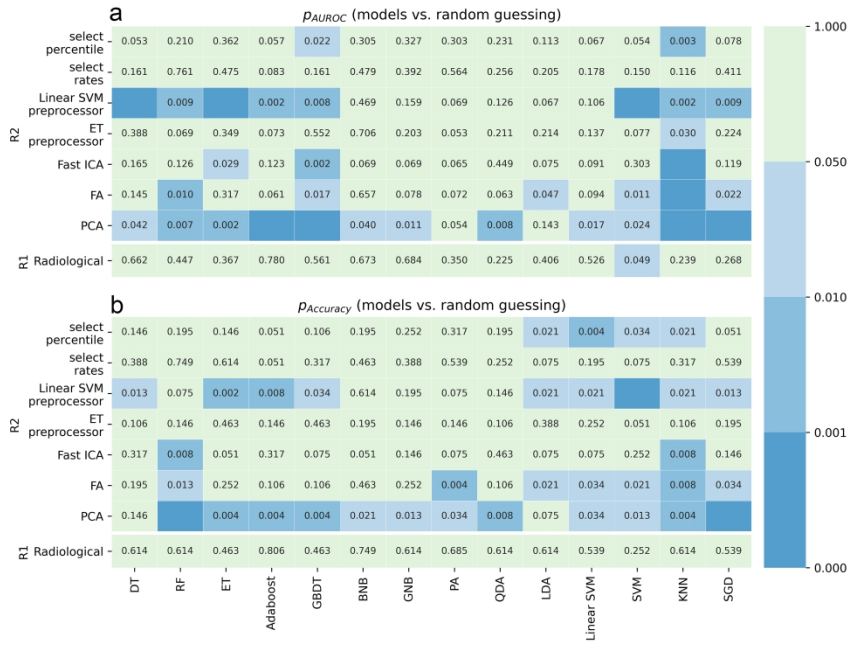 a
p_AUROC (models vs. random guessing)
select percentile 0.053 0.210 0.362 0.057 0.022 0.305 0.327 0.303 0.231 0.113 0.067 0.054 0.003 0.078
select rates 0.161 0.761 0.475 0.083 0.161 0.479 0.392 0.564 0.256 0.205 0.178 0.150 0.116 0.411
Linear SVM preprocessor 0.009 0.002 0.008 0.469 0.159 0.069 0.126 0.067 0.106 0.002 0.009
R2
ET preprocessor 0.388 0.069 0.349 0.073 0.552 0.706 0.203 0.053 0.211 0.214 0.137 0.077 0.030 0.224
Fast ICA 0.165 0.126 0.029 0.123 0.002 0.069 0.069 0.065 0.449 0.075 0.091 0.303 0.119
FA 0.145 0.010 0.317 0.061 0.017 0.657 0.078 0.072 0.063 0.047 0.094 0.011 0.022
PCA 0.042 0.007 0.002 0.040 0.011 0.054 0.008 0.143 0.017 0.024
R1 Radiological 0.662 0.447 0.367 0.780 0.561 0.673 0.684 0.350 0.225 0.406 0.526 0.049 0.239 0.268
b
p_Accuracy (models vs. random guessing)
select percentile 0.146 0.195 0.146 0.051 0.106 0.195 0.252 0.317 0.195 0.021 0.004 0.034 0.021 0.051
select rates 0.388 0.749 0.614 0.051 0.317 0.463 0.388 0.539 0.252 0.075 0.195 0.075 0.317 0.539
Linear SVM preprocessor 0.013 0.075 0.002 0.008 0.034 0.614 0.195 0.075 0.146 0.021 0.021 0.021 0.013
R2
ET preprocessor 0.106 0.146 0.463 0.146 0.463 0.195 0.146 0.146 0.106 0.388 0.252 0.051 0.106 0.195
Fast ICA 0.317 0.008 0.051 0.317 0.075 0.051 0.146 0.075 0.463 0.075 0.075 0.252 0.008 0.146
FA 0.195 0.013 0.252 0.106 0.106 0.463 0.252 0.004 0.106 0.021 0.034 0.021 0.008 0.034
PCA 0.146 0.004 0.004 0.004 0.021 0.013 0.034 0.008 0.075 0.034 0.013 0.004
R1 Radiological 0.614 0.614 0.463 0.806 0.463 0.749 0.614 0.685 0.614 0.614 0.539 0.252 0.614 0.539
DT RF ET Adaboost GBDT BNB GNB PA QDA LDA Linear SVM SVM KNN SGD
1.000
0.050
0.010
0.001
0.000